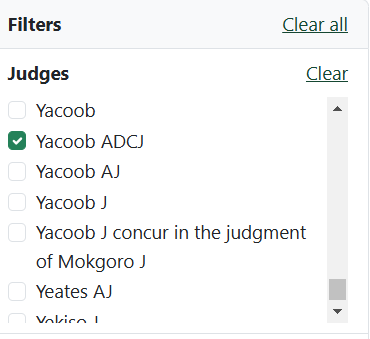 Filters
Clear all
Judges
Clear
Yacoob
Yacoob ADCJ
Yacoob AJ
Yacoob J
Yacoob J concur in the judgment
of Mokgoro J
Yeates AJ
Yekiso J